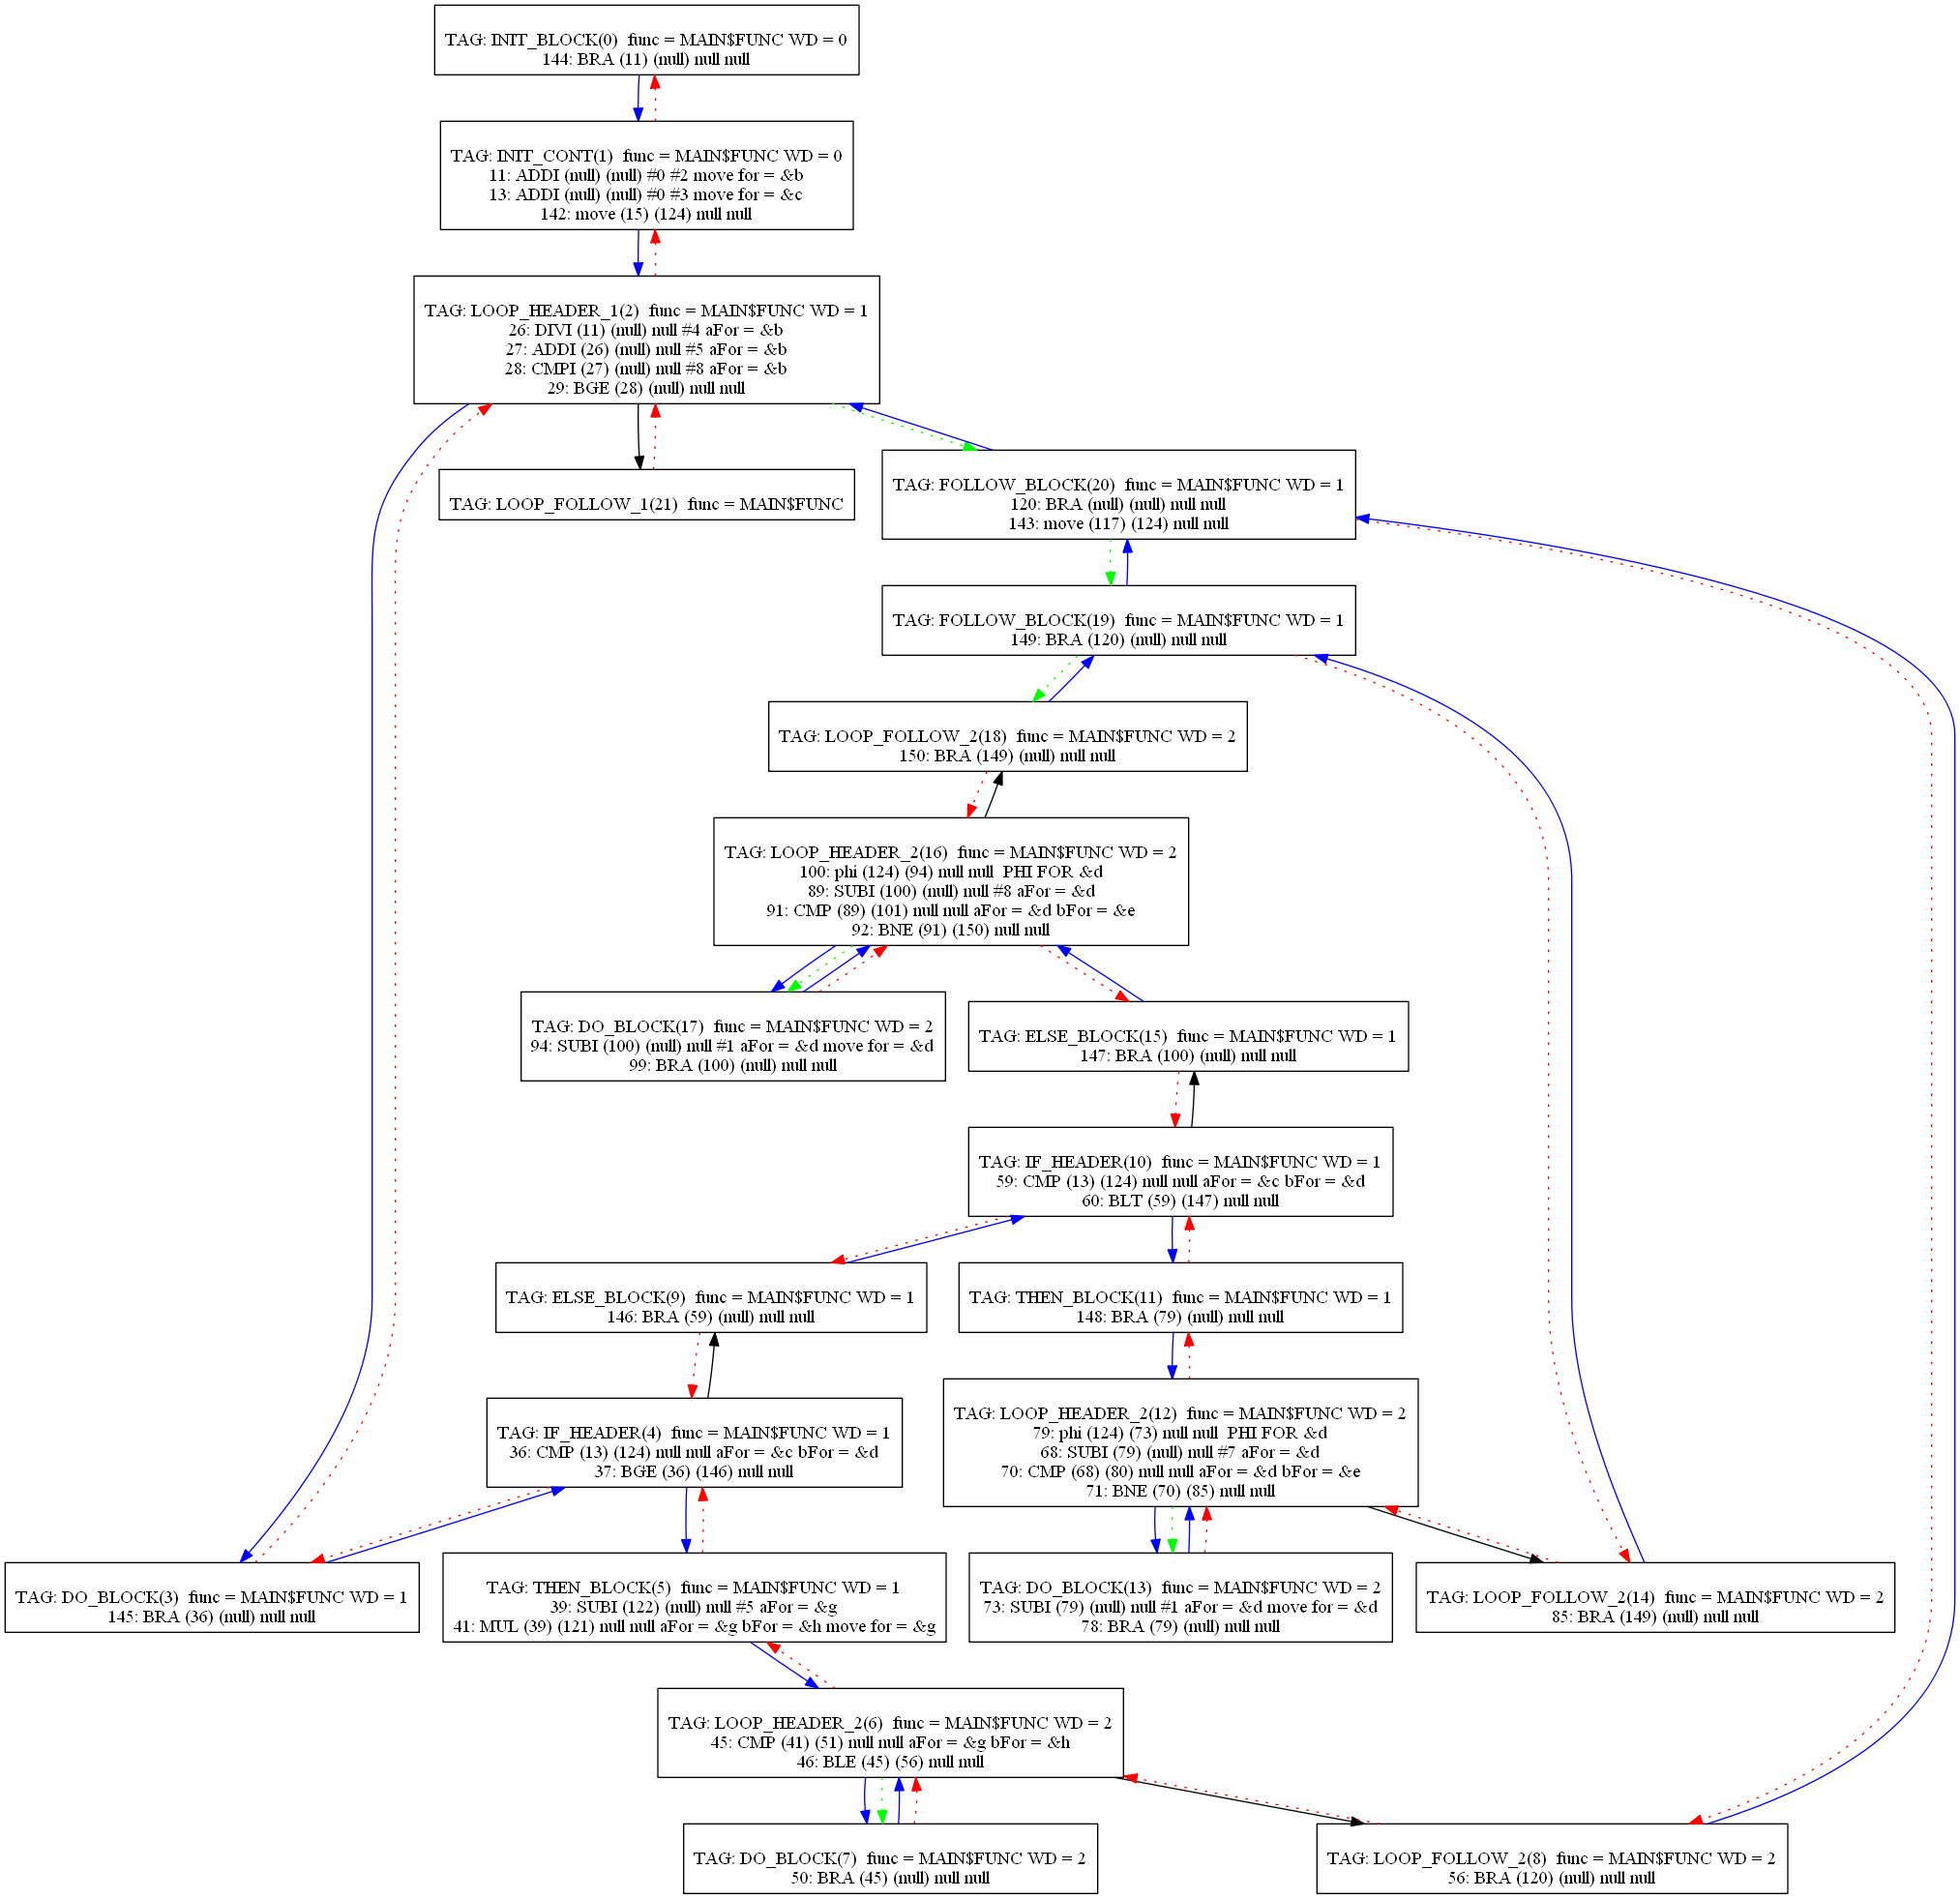 TAG: INIT_BLOCK(0) func = MAIN$FUNC WD = 0
144: BRA (11) (null) null null
TAG: INIT_CONT(1) func = MAIN$FUNC WD = 0
11: ADDI (null) (null) #0 #2 move for = &b
13: ADDI (null) (null) #0 #3 move for = &c
142: move (15) (124) null null
TAG: LOOP_HEADER_1(2) func = MAIN$FUNC WD = 1
26: DIVI (11) (null) null #4 aFor = &b
27: ADDI (26) (null) null #5 aFor = &b
28: CMPI (27) (null) null #8 aFor = &b
29: BGE (28) (null) null null
TAG: LOOP_FOLLOW_1(21) func = MAIN$FUNC
TAG: FOLLOW_BLOCK(20) func = MAIN$FUNC WD = 1
120: BRA (null) (null) null null
143: move (117) (124) null null
TAG: FOLLOW_BLOCK(19) func = MAIN$FUNC WD = 1
149: BRA (120) (null) null null
TAG: LOOP_FOLLOW_2(18) func = MAIN$FUNC WD = 2
150: BRA (149) (null) null null
TAG: LOOP_HEADER_2(16) func = MAIN$FUNC WD = 2
100: phi (124) (94) null null PHI FOR &d
89: SUBI (100) (null) null #8 aFor = &d
91: CMP (89) (101) null null aFor = &d bFor = &e
92: BNE (91) (150) null null
TAG: DO_BLOCK(17) func = MAIN$FUNC WD = 2
94: SUBI (100) (null) null #1 aFor = &d move for = &d
99: BRA (100) (null) null null
TAG: ELSE_BLOCK(15) func = MAIN$FUNC WD = 1
147: BRA (100) (null) null null
TAG: IF_HEADER(10) func = MAIN$FUNC WD = 1
59: CMP (13) (124) null null aFor = &c bFor = &d
60: BLT (59) (147) null null
TAG: ELSE_BLOCK(9) func = MAIN$FUNC WD = 1
146: BRA (59) (null) null null
TAG: THEN_BLOCK(11) func = MAIN$FUNC WD = 1
148: BRA (79) (null) null null
TAG: IF_HEADER(4) func = MAIN$FUNC WD = 1
36: CMP (13) (124) null null aFor = &c bFor = &d
37: BGE (36) (146) null null
TAG: LOOP_HEADER_2(12) func = MAIN$FUNC WD = 2
79: phi (124) (73) null null PHI FOR &d
68: SUBI (79) (null) null #7 aFor = &d
70: CMP (68) (80) null null aFor = &d bFor = &e
71: BNE (70) (85) null null
TAG: DO_BLOCK(3) func = MAIN$FUNC WD = 1
145: BRA (36) (null) null null
TAG: THEN_BLOCK(5) func = MAIN$FUNC WD = 1
39: SUBI (122) (null) null #5 aFor = &g
41: MUL (39) (121) null null aFor = &g bFor = &h move for = &g
TAG: DO_BLOCK(13) func = MAIN$FUNC WD = 2
73: SUBI (79) (null) null #1 aFor = &d move for = &d
78: BRA (79) (null) null null
TAG: LOOP_FOLLOW_2(14) func = MAIN$FUNC WD = 2
85: BRA (149) (null) null null
TAG: LOOP_HEADER_2(6) func = MAIN$FUNC WD = 2
45: CMP (41) (51) null null aFor = &g bFor = &h
46: BLE (45) (56) null null
TAG: DO_BLOCK(7) func = MAIN$FUNC WD = 2
50: BRA (45) (null) null null
TAG: LOOP_FOLLOW_2(8) func = MAIN$FUNC WD = 2
56: BRA (120) (null) null null